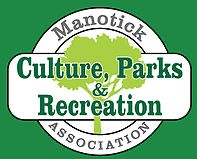 Manotick
Culture, Parks
&
Recreation
ASSOCIATION